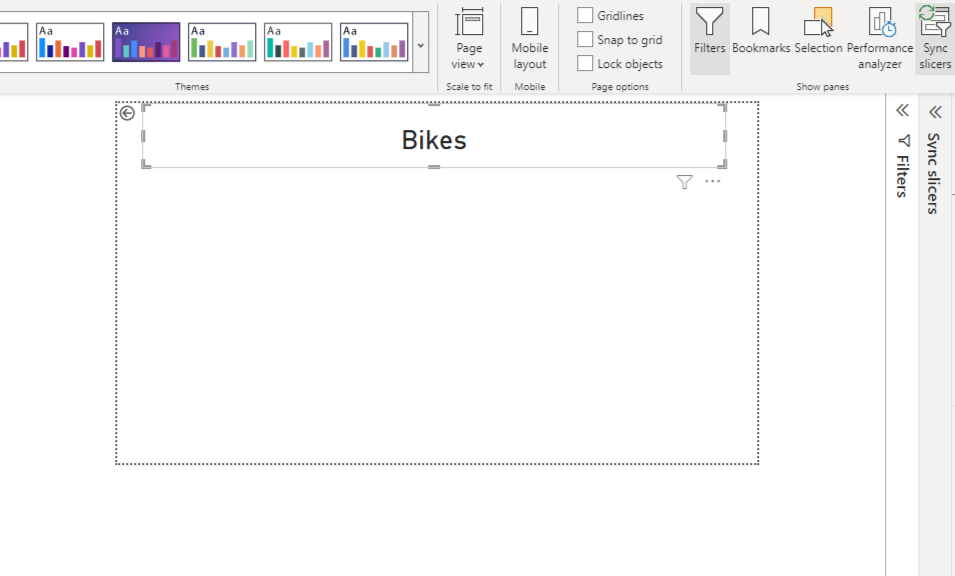 Aa Aa Aa Aa Aa
Page view
Mobile layout
Gridlines
Snap to grid
Lock objects
Filters
Bookmarks
Selection
Performance analyzer
Sync slicers
Themes
Scale to fit
Mobile
Page options
Show panes
Bikes
Filters
Sync slicers